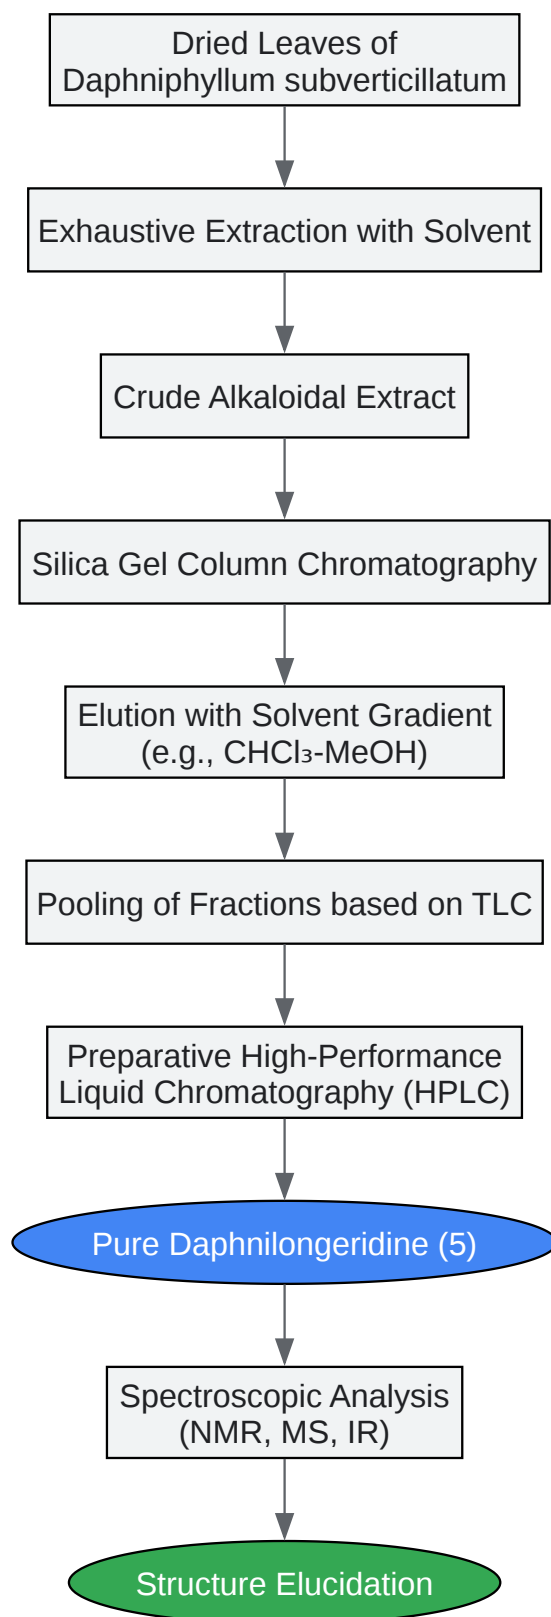 Dried Leaves of
Daphniphyllum subverticillatum
Exhaustive Extraction with Solvent
Crude Alkaloidal Extract
Silica Gel Column Chromatography
Elution with Solvent Gradient
(e.g., CHCl₃-MeOH)
Pooling of Fractions based on TLC
Preparative High-Performance
Liquid Chromatography (HPLC)
Pure Daphnilongeridine (5)
Spectroscopic Analysis
(NMR, MS, IR)
Structure Elucidation